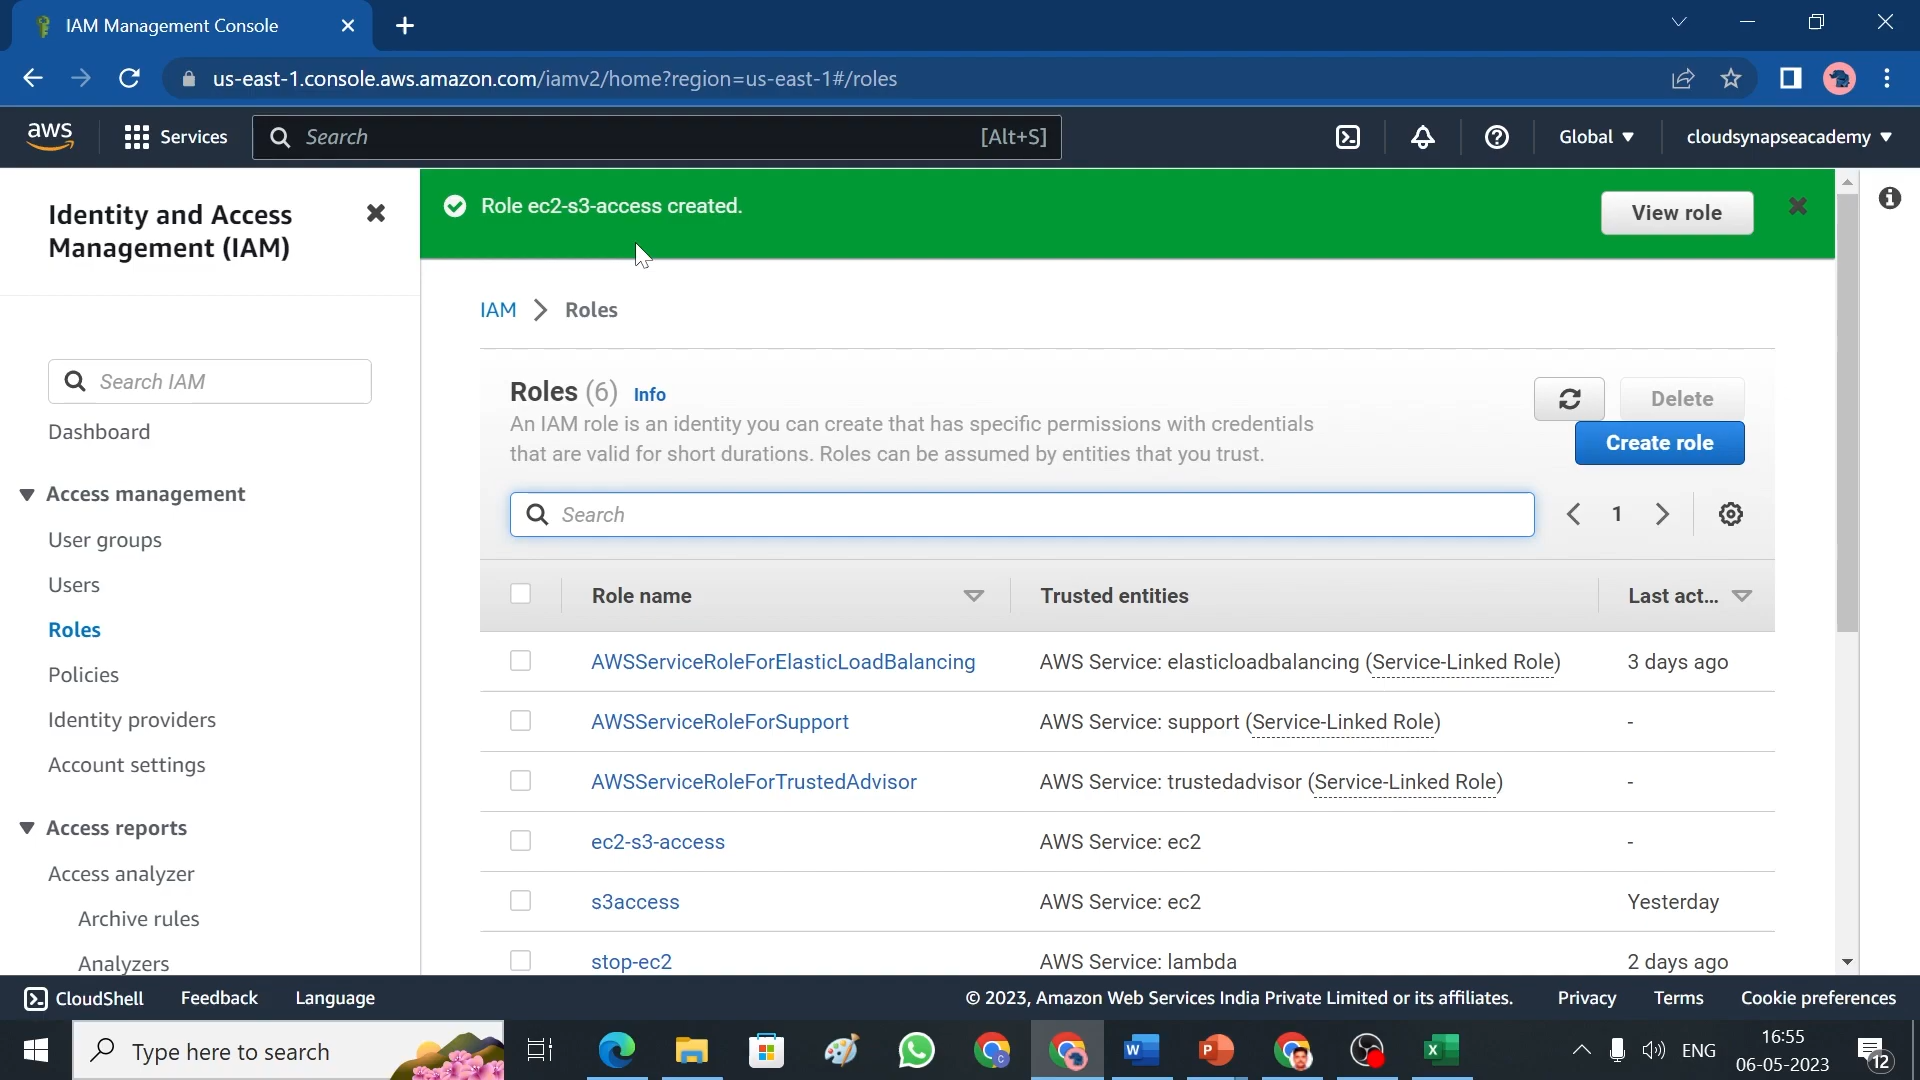 IAM Management Console
us-east-1.console.aws.amazon.com/iamv2/home?region=us-east-1#/roles
aws
Services
Search
[Alt+S]
Global
cloudsynapseacademy
Identity and Access
Management (IAM)
Search IAM
Dashboard
Access management
User groups
Users
Roles
Policies
Identity providers
Account settings
Access reports
Access analyzer
Archive rules
Analyzers
Role ec2-s3-access created.
View role
IAM > Roles
Roles (6) Info
An IAM role is an identity you can create that has specific permissions with credentials
that are valid for short durations. Roles can be assumed by entities that you trust.
Delete
Create role
Search
1
Role name Trusted entities Last act...
AWSServiceRoleForElasticLoadBalancing AWS Service: elasticloadbalancing (Service-Linked Role) 3 days ago
AWSServiceRoleForSupport AWS Service: support (Service-Linked Role) -
AWSServiceRoleForTrustedAdvisor AWS Service: trustedadvisor (Service-Linked Role) -
ec2-s3-access AWS Service: ec2 -
s3access AWS Service: ec2 Yesterday
stop-ec2 AWS Service: lambda 2 days ago
CloudShell Feedback Language © 2023, Amazon Web Services India Private Limited or its affiliates. Privacy Terms Cookie preferences
Type here to search
ENG
16:55
06-05-2023
12